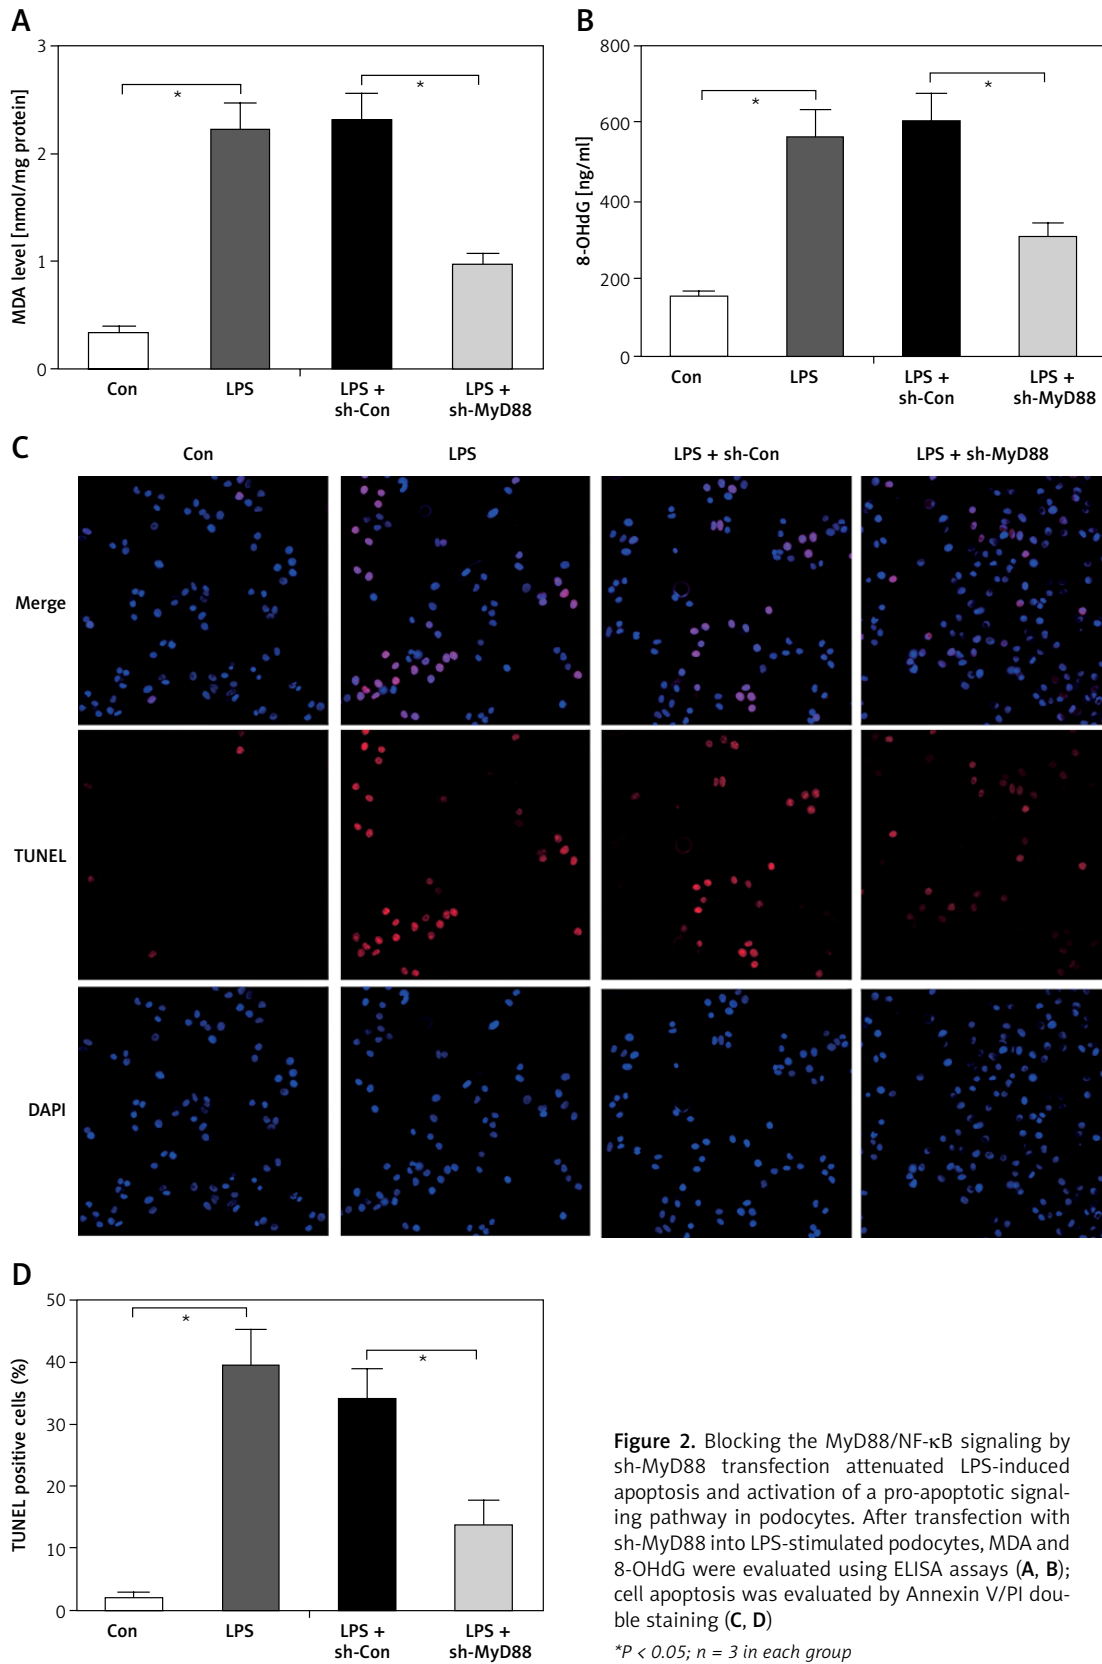 A
MDA level [nmol/mg protein]
3
2
1
0
*
*
Con
LPS
LPS +
sh-Con
LPS +
sh-MyD88
B
8-OHdG [ng/ml]
800
600
400
200
0
*
*
Con
LPS
LPS +
sh-Con
LPS +
sh-MyD88
C
Con
LPS
LPS + sh-Con
LPS + sh-MyD88
Merge
TUNEL
DAPI
D
TUNEL positive cells (%)
50
40
30
20
10
0
*
*
Con
LPS
LPS +
sh-Con
LPS +
sh-MyD88
Figure 2. Blocking the MyD88/NF-κB signaling by
sh-MyD88 transfection attenuated LPS-induced
apoptosis and activation of a pro-apoptotic signal-
ing pathway in podocytes. After transfection with
sh-MyD88 into LPS-stimulated podocytes, MDA and
8-OHdG were evaluated using ELISA assays (A, B);
cell apoptosis was evaluated by Annexin V/PI dou-
ble staining (C, D)
*P < 0.05; n = 3 in each group